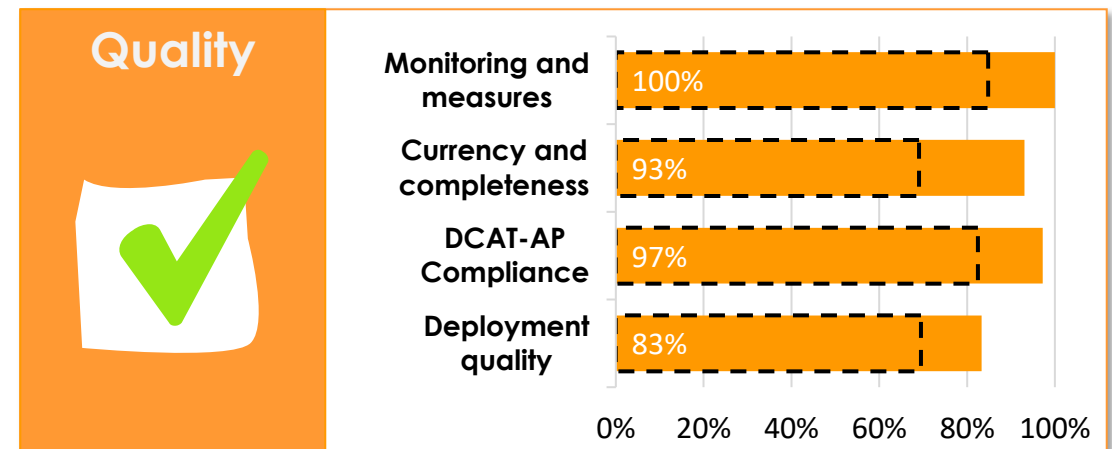 Quality
Monitoring and
measures
100%
Currency and
completeness
93%
DCAT-AP
Compliance
97%
Deployment
quality
83%
0% 20% 40% 60% 80% 100%